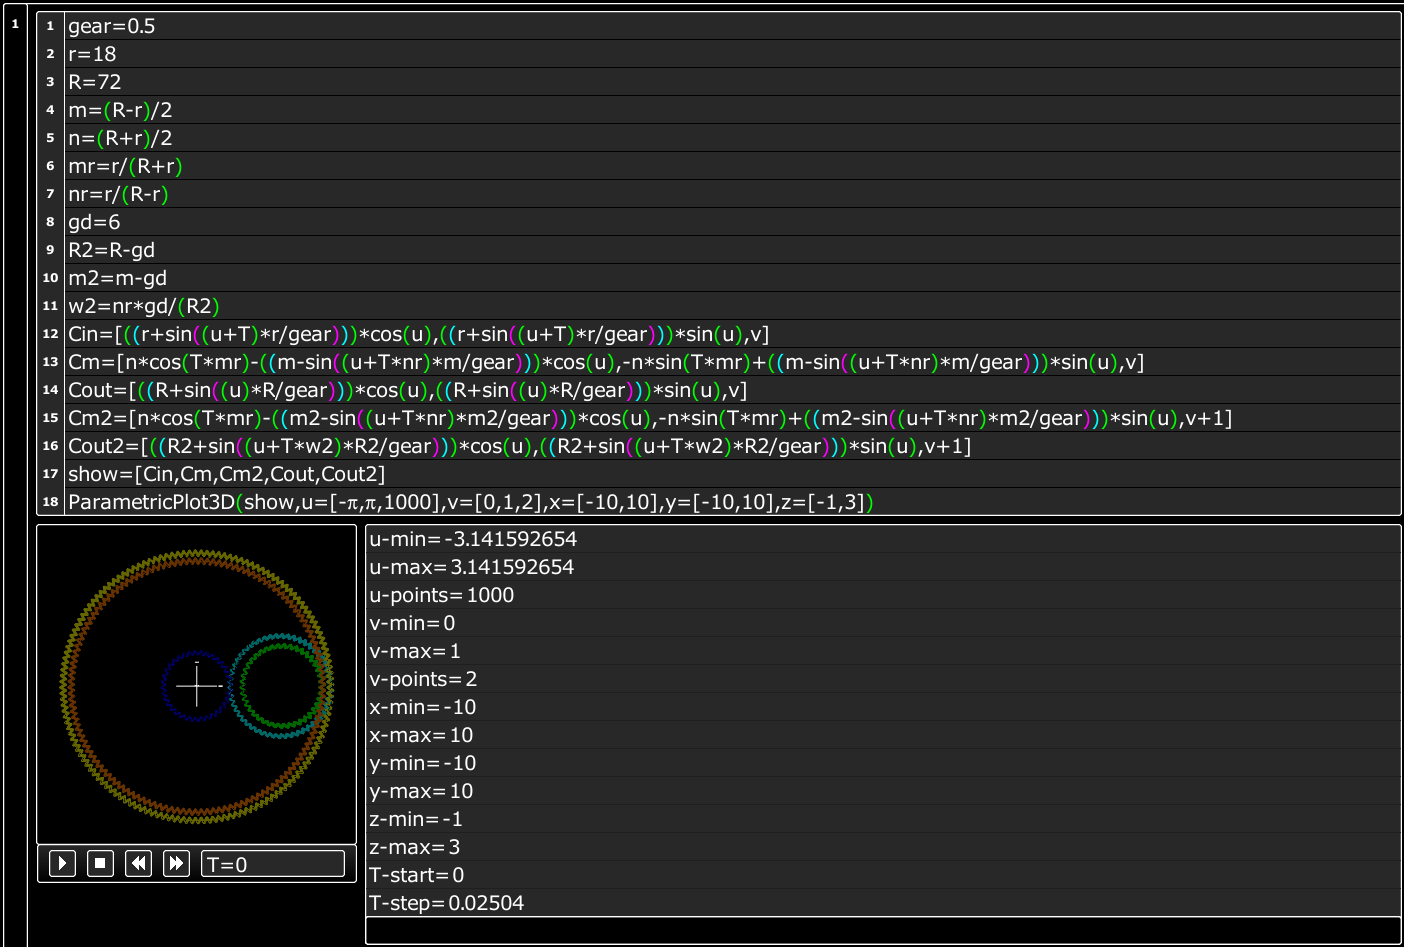 1
1 gear=0.5
2 r=18
3 R=72
4 m=(R-r)/2
5 n=(R+r)/2
6 mr=r/(R+r)
7 nr=r/(R-r)
8 gd=6
9 R2=R-gd
10 m2=m-gd
11 w2=nr*gd/(R2)
12 Cin=[((r+sin((u+T)*r/gear)))*cos(u),((r+sin((u+T)*r/gear)))*sin(u),v]
13 Cm=[n*cos(T*mr)-((m-sin((u+T*nr)*m/gear)))*cos(u),-n*sin(T*mr)+((m-sin((u+T*nr)*m/gear)))*sin(u),v]
14 Cout=[((R+sin((u)*R/gear)))*cos(u),((R+sin((u)*R/gear)))*sin(u),v]
15 Cm2=[n*cos(T*mr)-((m2-sin((u+T*nr)*m2/gear)))*cos(u),-n*sin(T*mr)+((m2-sin((u+T*nr)*m2/gear)))*sin(u),v+1]
16 Cout2=[((R2+sin((u+T*w2)*R2/gear)))*cos(u),((R2+sin((u+T*w2)*R2/gear)))*sin(u),v+1]
17 show=[Cin,Cm,Cm2,Cout,Cout2]
18 ParametricPlot3D(show,u=[-π,π,1000],v=[0,1,2],x=[-10,10],y=[-10,10],z=[-1,3])
u-min=-3.141592654
u-max=3.141592654
u-points=1000
v-min=0
v-max=1
v-points=2
x-min=-10
x-max=10
y-min=-10
y-max=10
z-min=-1
z-max=3
T-start=0
T-step=0.02504
T=0